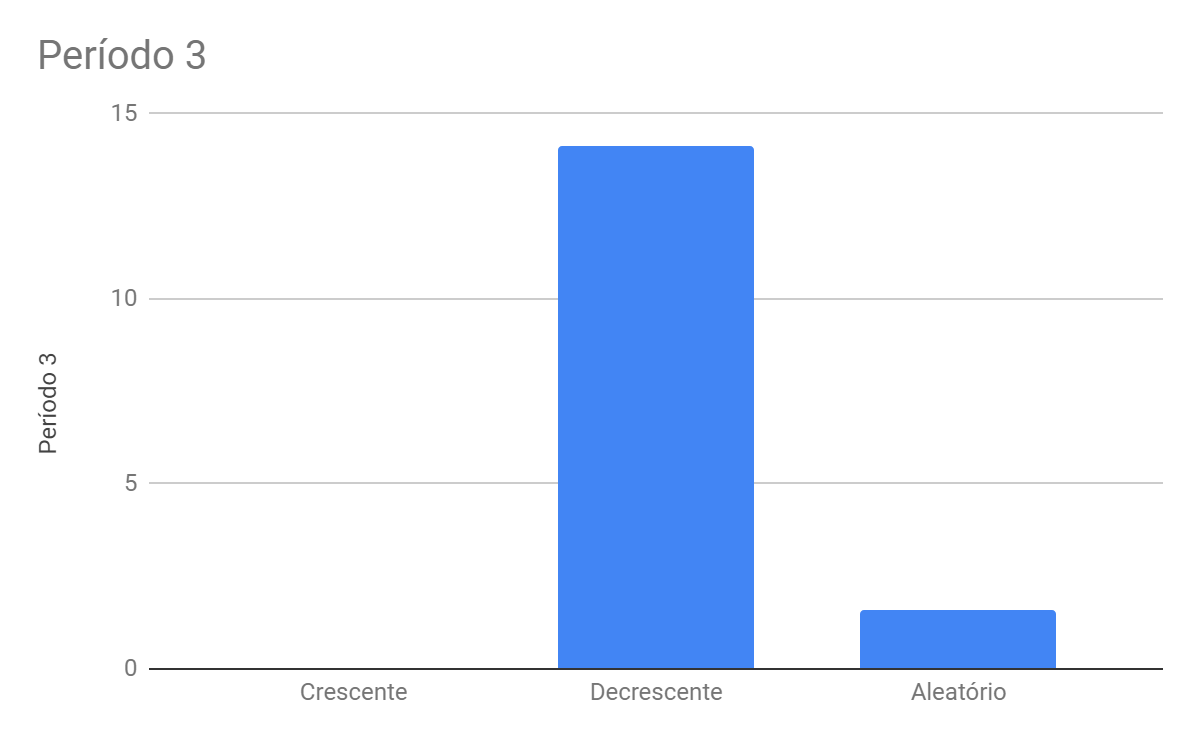 Período 3
15
10
5
0
Período 3
Crescente
Decrescente
Aleatório